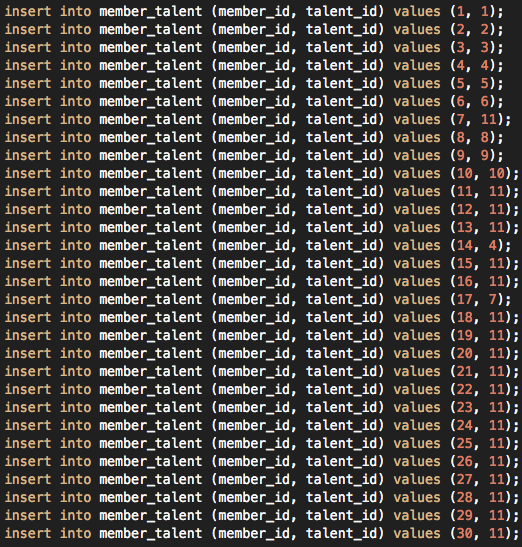 insert into member_talent (member_id, talent_id) values (1, 1);
insert into member_talent (member_id, talent_id) values (2, 2);
insert into member_talent (member_id, talent_id) values (3, 3);
insert into member_talent (member_id, talent_id) values (4, 4);
insert into member_talent (member_id, talent_id) values (5, 5);
insert into member_talent (member_id, talent_id) values (6, 6);
insert into member_talent (member_id, talent_id) values (7, 11);
insert into member_talent (member_id, talent_id) values (8, 8);
insert into member_talent (member_id, talent_id) values (9, 9);
insert into member_talent (member_id, talent_id) values (10, 10);
insert into member_talent (member_id, talent_id) values (11, 11);
insert into member_talent (member_id, talent_id) values (12, 11);
insert into member_talent (member_id, talent_id) values (13, 11);
insert into member_talent (member_id, talent_id) values (14, 4);
insert into member_talent (member_id, talent_id) values (15, 11);
insert into member_talent (member_id, talent_id) values (16, 11);
insert into member_talent (member_id, talent_id) values (17, 7);
insert into member_talent (member_id, talent_id) values (18, 11);
insert into member_talent (member_id, talent_id) values (19, 11);
insert into member_talent (member_id, talent_id) values (20, 11);
insert into member_talent (member_id, talent_id) values (21, 11);
insert into member_talent (member_id, talent_id) values (22, 11);
insert into member_talent (member_id, talent_id) values (23, 11);
insert into member_talent (member_id, talent_id) values (24, 11);
insert into member_talent (member_id, talent_id) values (25, 11);
insert into member_talent (member_id, talent_id) values (26, 11);
insert into member_talent (member_id, talent_id) values (27, 11);
insert into member_talent (member_id, talent_id) values (28, 11);
insert into member_talent (member_id, talent_id) values (29, 11);
insert into member_talent (member_id, talent_id) values (30, 11);